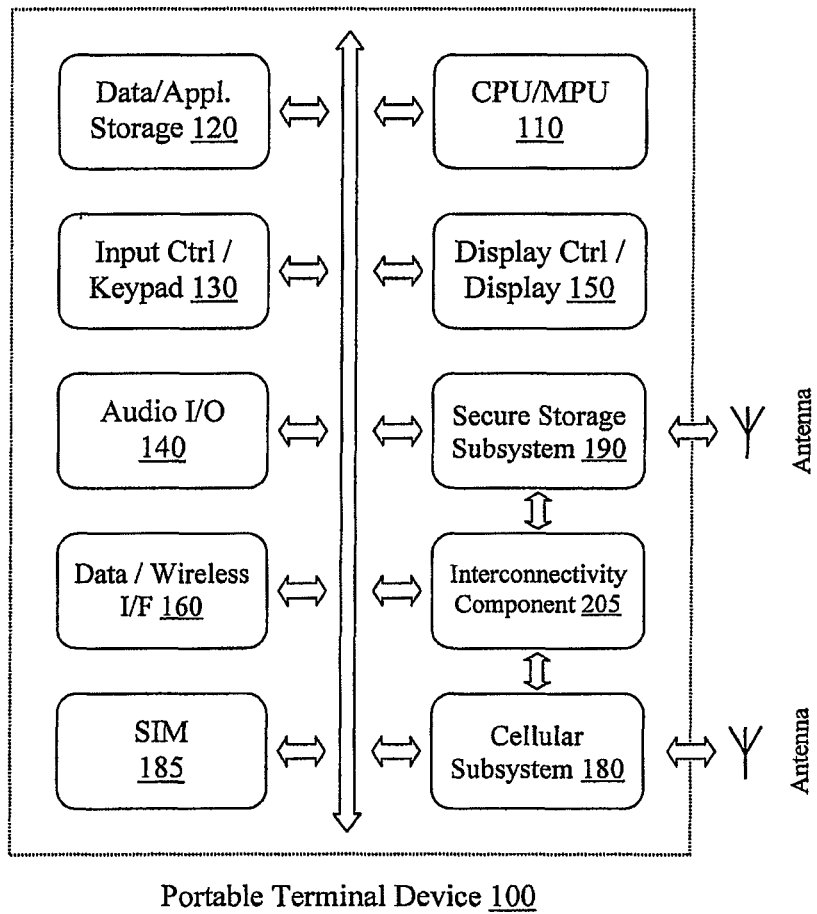 Data/Appl.
Storage 120
CPU/MPU
110
Input Ctrl /
Keypad 130
Display Ctrl /
Display 150
Audio I/O
140
Secure Storage
Subsystem 190
Antenna
Data / Wireless
I/F 160
Interconnectivity
Component 205
SIM
185
Cellular
Subsystem 180
Antenna
Portable Terminal Device 100